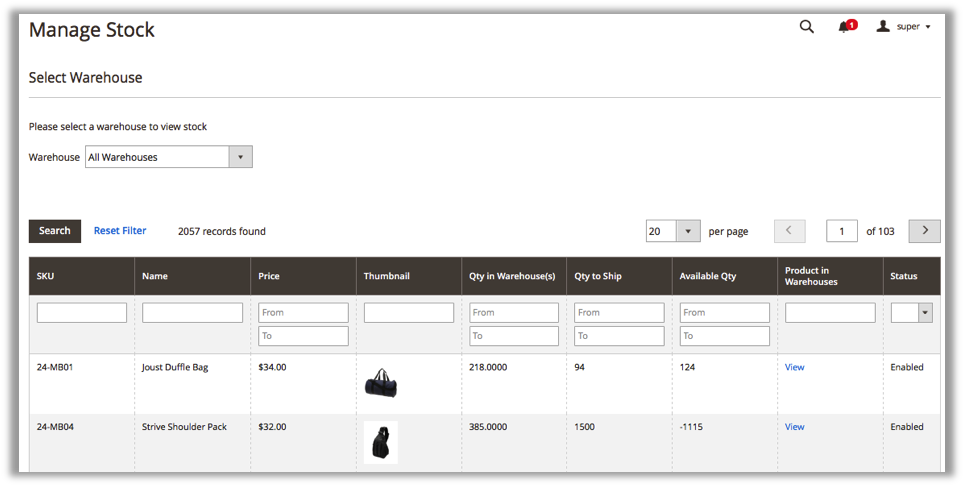 Manage Stock
1
super
Select Warehouse
Please select a warehouse to view stock
Warehouse All Warehouses
Search Reset Filter 2057 records found 20 per page 1 of 103
SKU Name Price Thumbnail Qty in Warehouse(s) Qty to Ship Available Qty Product in Warehouses Status
From From From From
To To To To
24-MB01 Joust Duffle Bag $34.00 218.0000 94 124 View Enabled
24-MB04 Strive Shoulder Pack $32.00 385.0000 1500 -1115 View Enabled